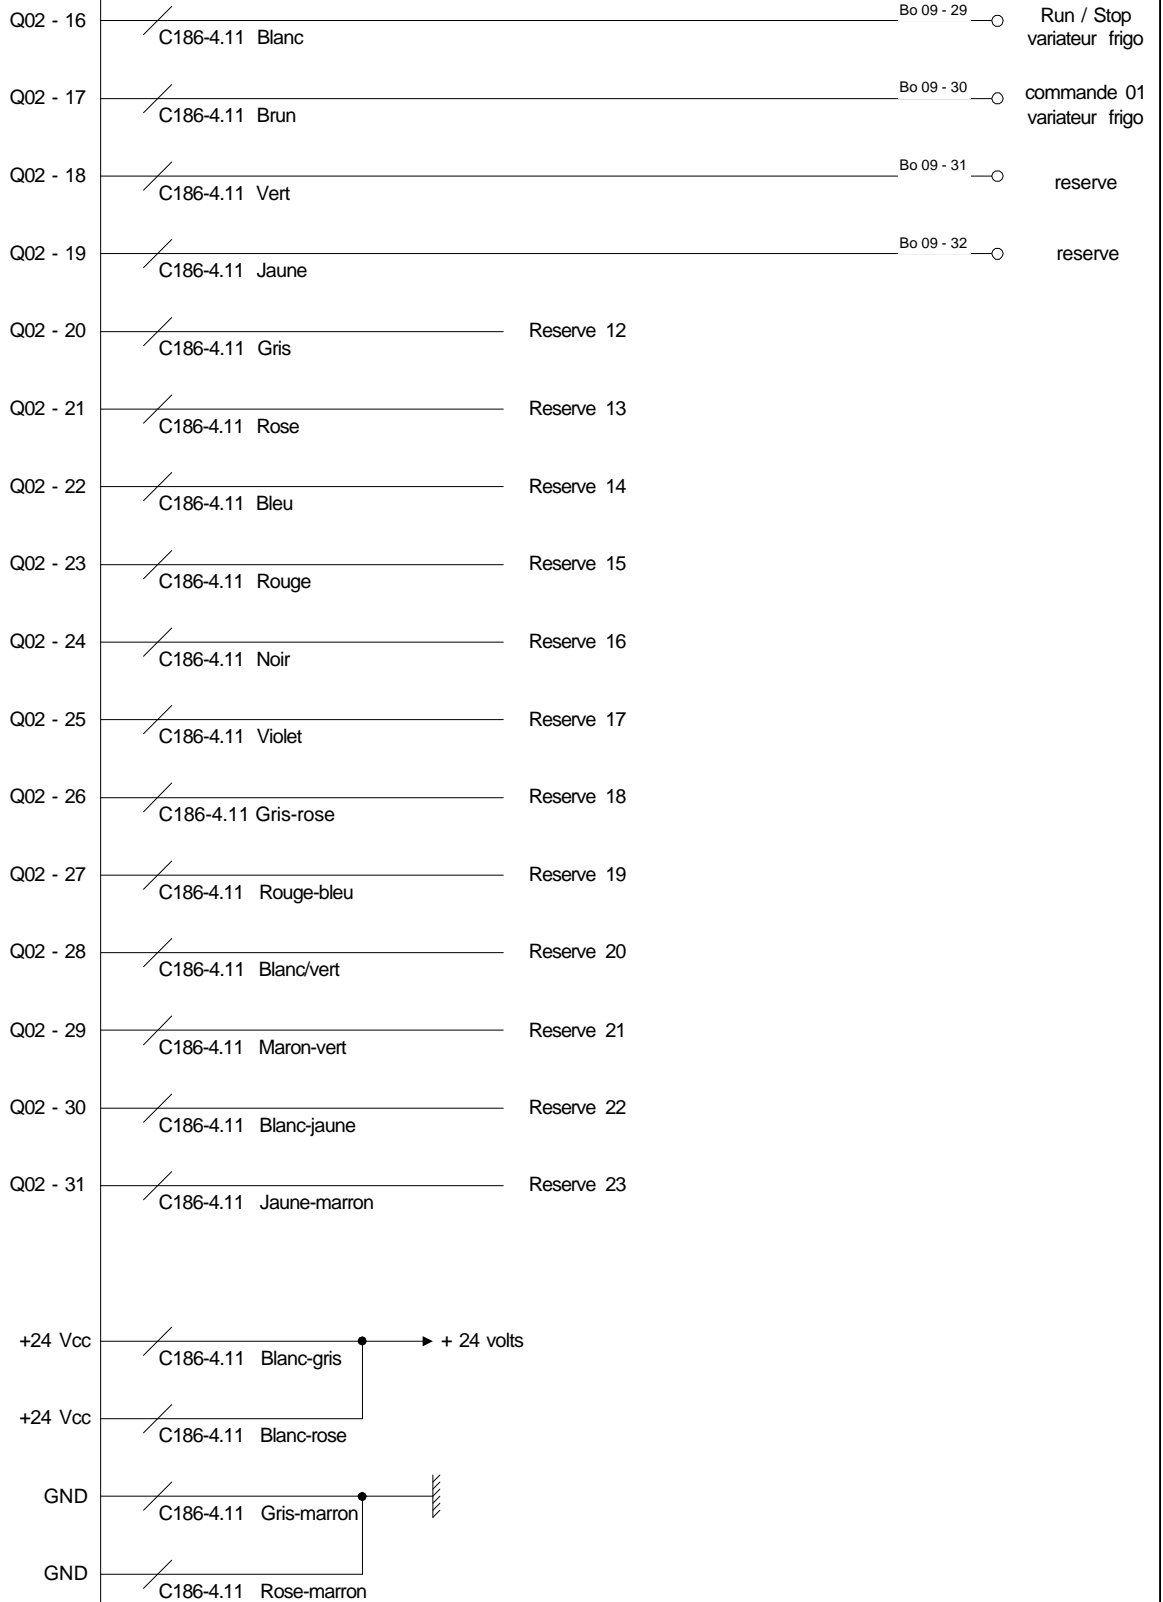 Q02 - 16
C186-4.11 Blanc
Bo 09 - 29
Run / Stop
variateur frigo
Q02 - 17
C186-4.11 Brun
Bo 09 - 30
commande 01
variateur frigo
Q02 - 18
C186-4.11 Vert
Bo 09 - 31
reserve
Q02 - 19
C186-4.11 Jaune
Bo 09 - 32
reserve
Q02 - 20
C186-4.11 Gris
Reserve 12
Q02 - 21
C186-4.11 Rose
Reserve 13
Q02 - 22
C186-4.11 Bleu
Reserve 14
Q02 - 23
C186-4.11 Rouge
Reserve 15
Q02 - 24
C186-4.11 Noir
Reserve 16
Q02 - 25
C186-4.11 Violet
Reserve 17
Q02 - 26
C186-4.11 Gris-rose
Reserve 18
Q02 - 27
C186-4.11 Rouge-bleu
Reserve 19
Q02 - 28
C186-4.11 Blanc/vert
Reserve 20
Q02 - 29
C186-4.11 Maron-vert
Reserve 21
Q02 - 30
C186-4.11 Blanc-jaune
Reserve 22
Q02 - 31
C186-4.11 Jaune-marron
Reserve 23
+24 Vcc
C186-4.11 Blanc-gris
+ 24 volts
+24 Vcc
C186-4.11 Blanc-rose
GND
C186-4.11 Gris-marron
GND
C186-4.11 Rose-marron